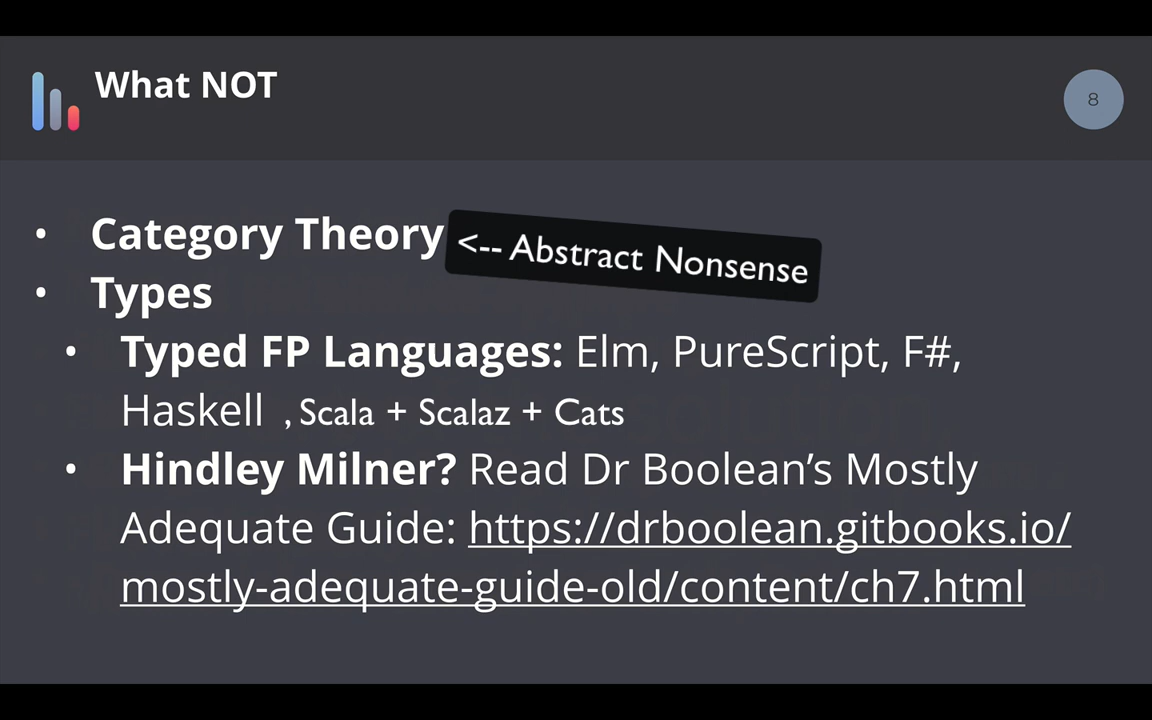 What NOT
8
• Category Theory <-- Abstract Nonsense
• Types
• Typed FP Languages: Elm, PureScript, F#,
Haskell , Scala + Scalaz + Cats
• Hindley Milner? Read Dr Boolean’s Mostly
Adequate Guide: https://drboolean.gitbooks.io/
mostly-adequate-guide-old/content/ch7.html